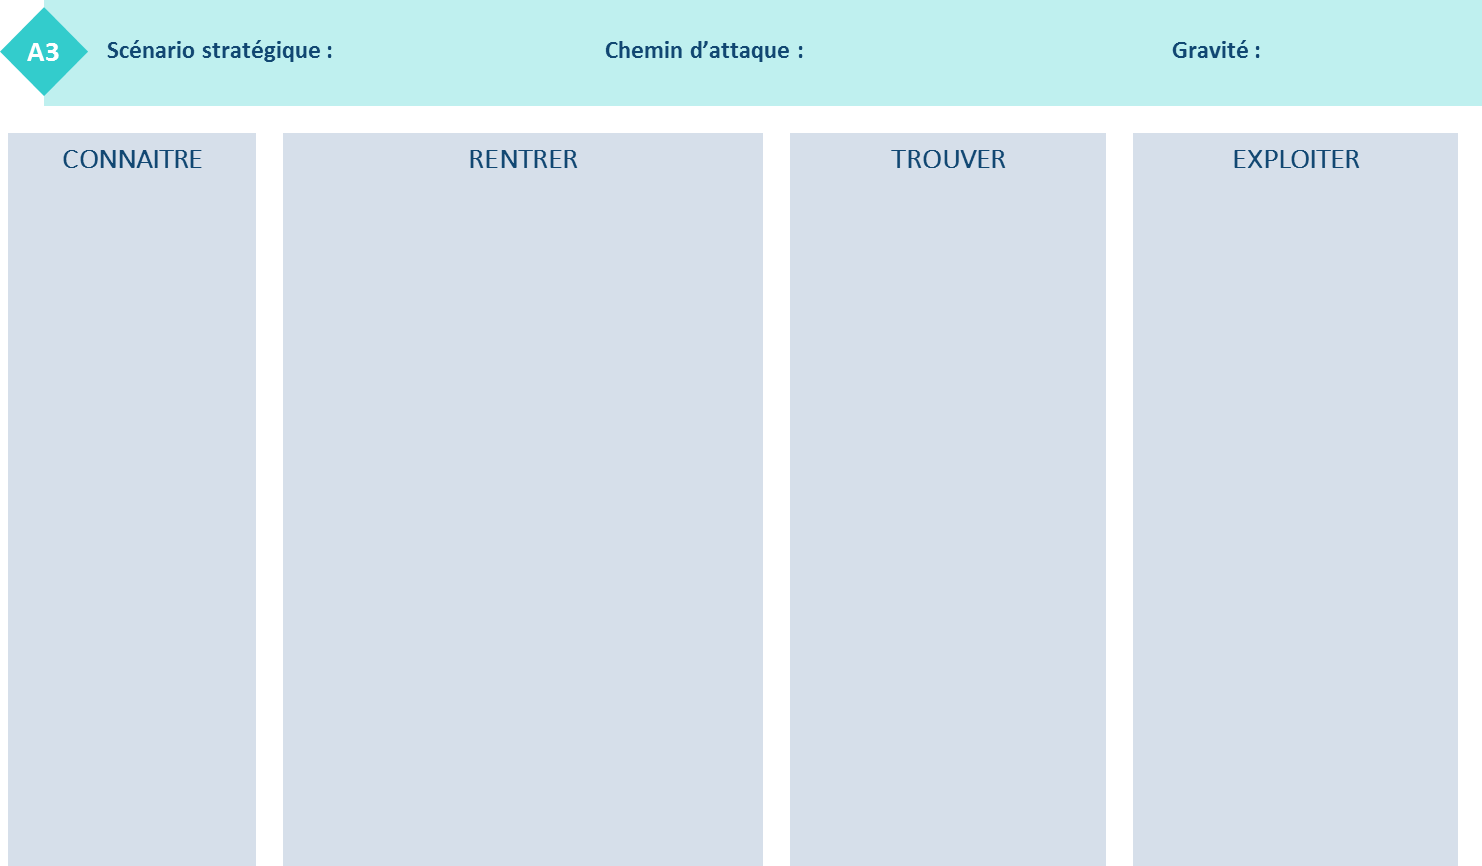 A3 Scénario stratégique : Chemin d’attaque : Gravité :
CONNAITRE RENTRER TROUVER EXPLOITER